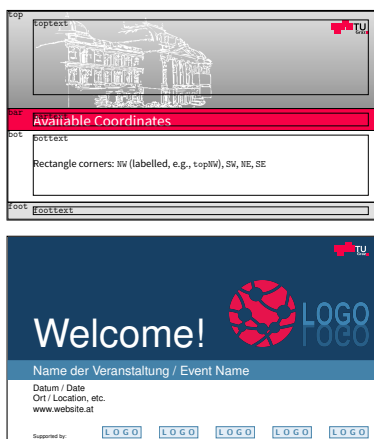 top
toptext
TU
Graz
bar
bartext
Available Coordinates
bot
bottext
Rectangle corners: NW (labelled, e.g., topNW), SW, NE, SE
foot
foottext
TU
Graz
LOGO
Welcome!
Name der Veranstaltung / Event Name
Datum / Date
Ort / Location, etc.
www.website.at
Supported by:
LOGO LOGO LOGO LOGO LOGO